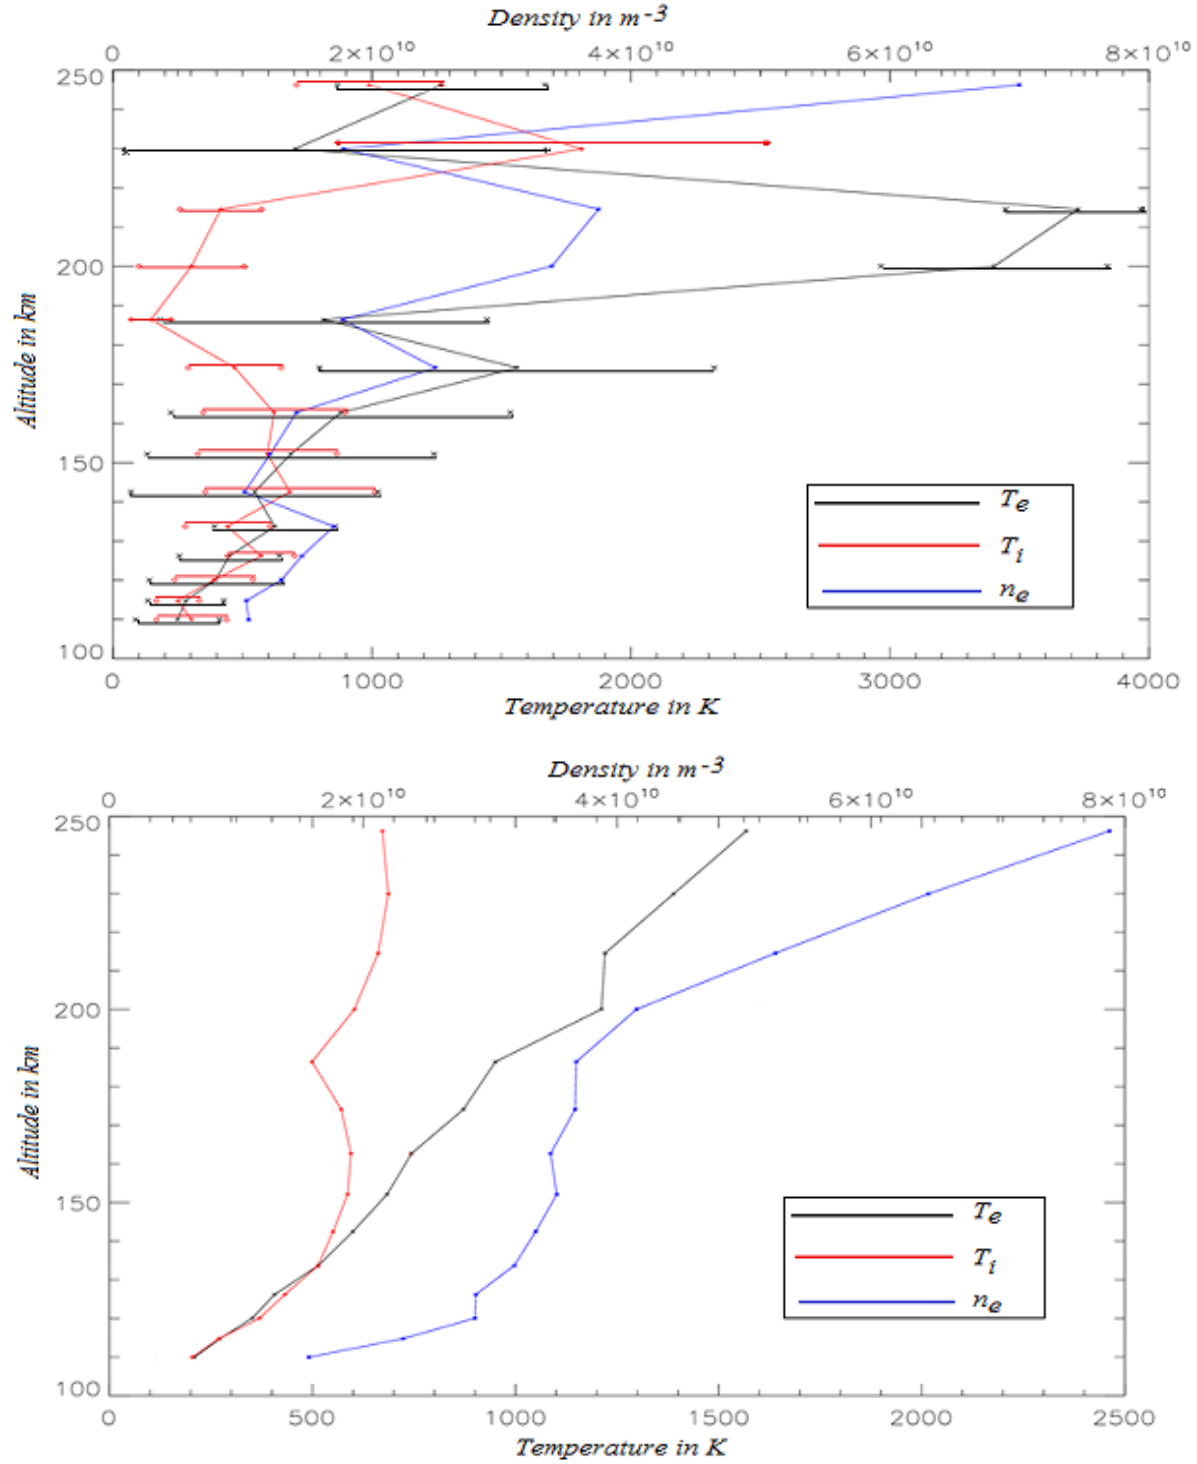 Density in m-3
0 2×10^10 4×10^10 6×10^10 8×10^10
250
200
150
100
Altitude in km
Te
Ti
ne
0 1000 2000 3000 4000
Temperature in K
Density in m-3
0 2×10^10 4×10^10 6×10^10 8×10^10
250
200
150
100
Altitude in km
Te
Ti
ne
0 500 1000 1500 2000 2500
Temperature in K